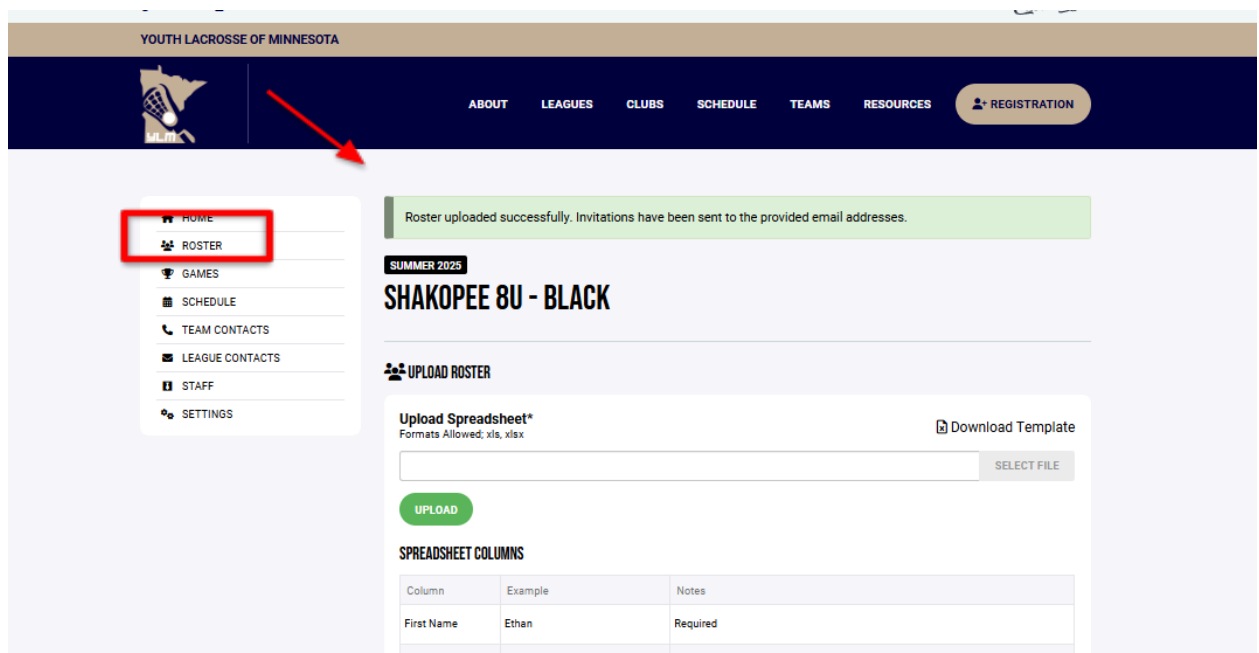 YOUTH LACROSSE OF MINNESOTA
YLM
ABOUT LEAGUES CLUBS SCHEDULE TEAMS RESOURCES REGISTRATION
HOME
ROSTER
GAMES
SCHEDULE
TEAM CONTACTS
LEAGUE CONTACTS
STAFF
SETTINGS
Roster uploaded successfully. Invitations have been sent to the provided email addresses.
SUMMER 2025
SHAKOPEE 8U - BLACK
UPLOAD ROSTER
Upload Spreadsheet*
Formats Allowed; xls, xlsx
Download Template
SELECT FILE
UPLOAD
SPREADSHEET COLUMNS
Column Example Notes
First Name Ethan Required